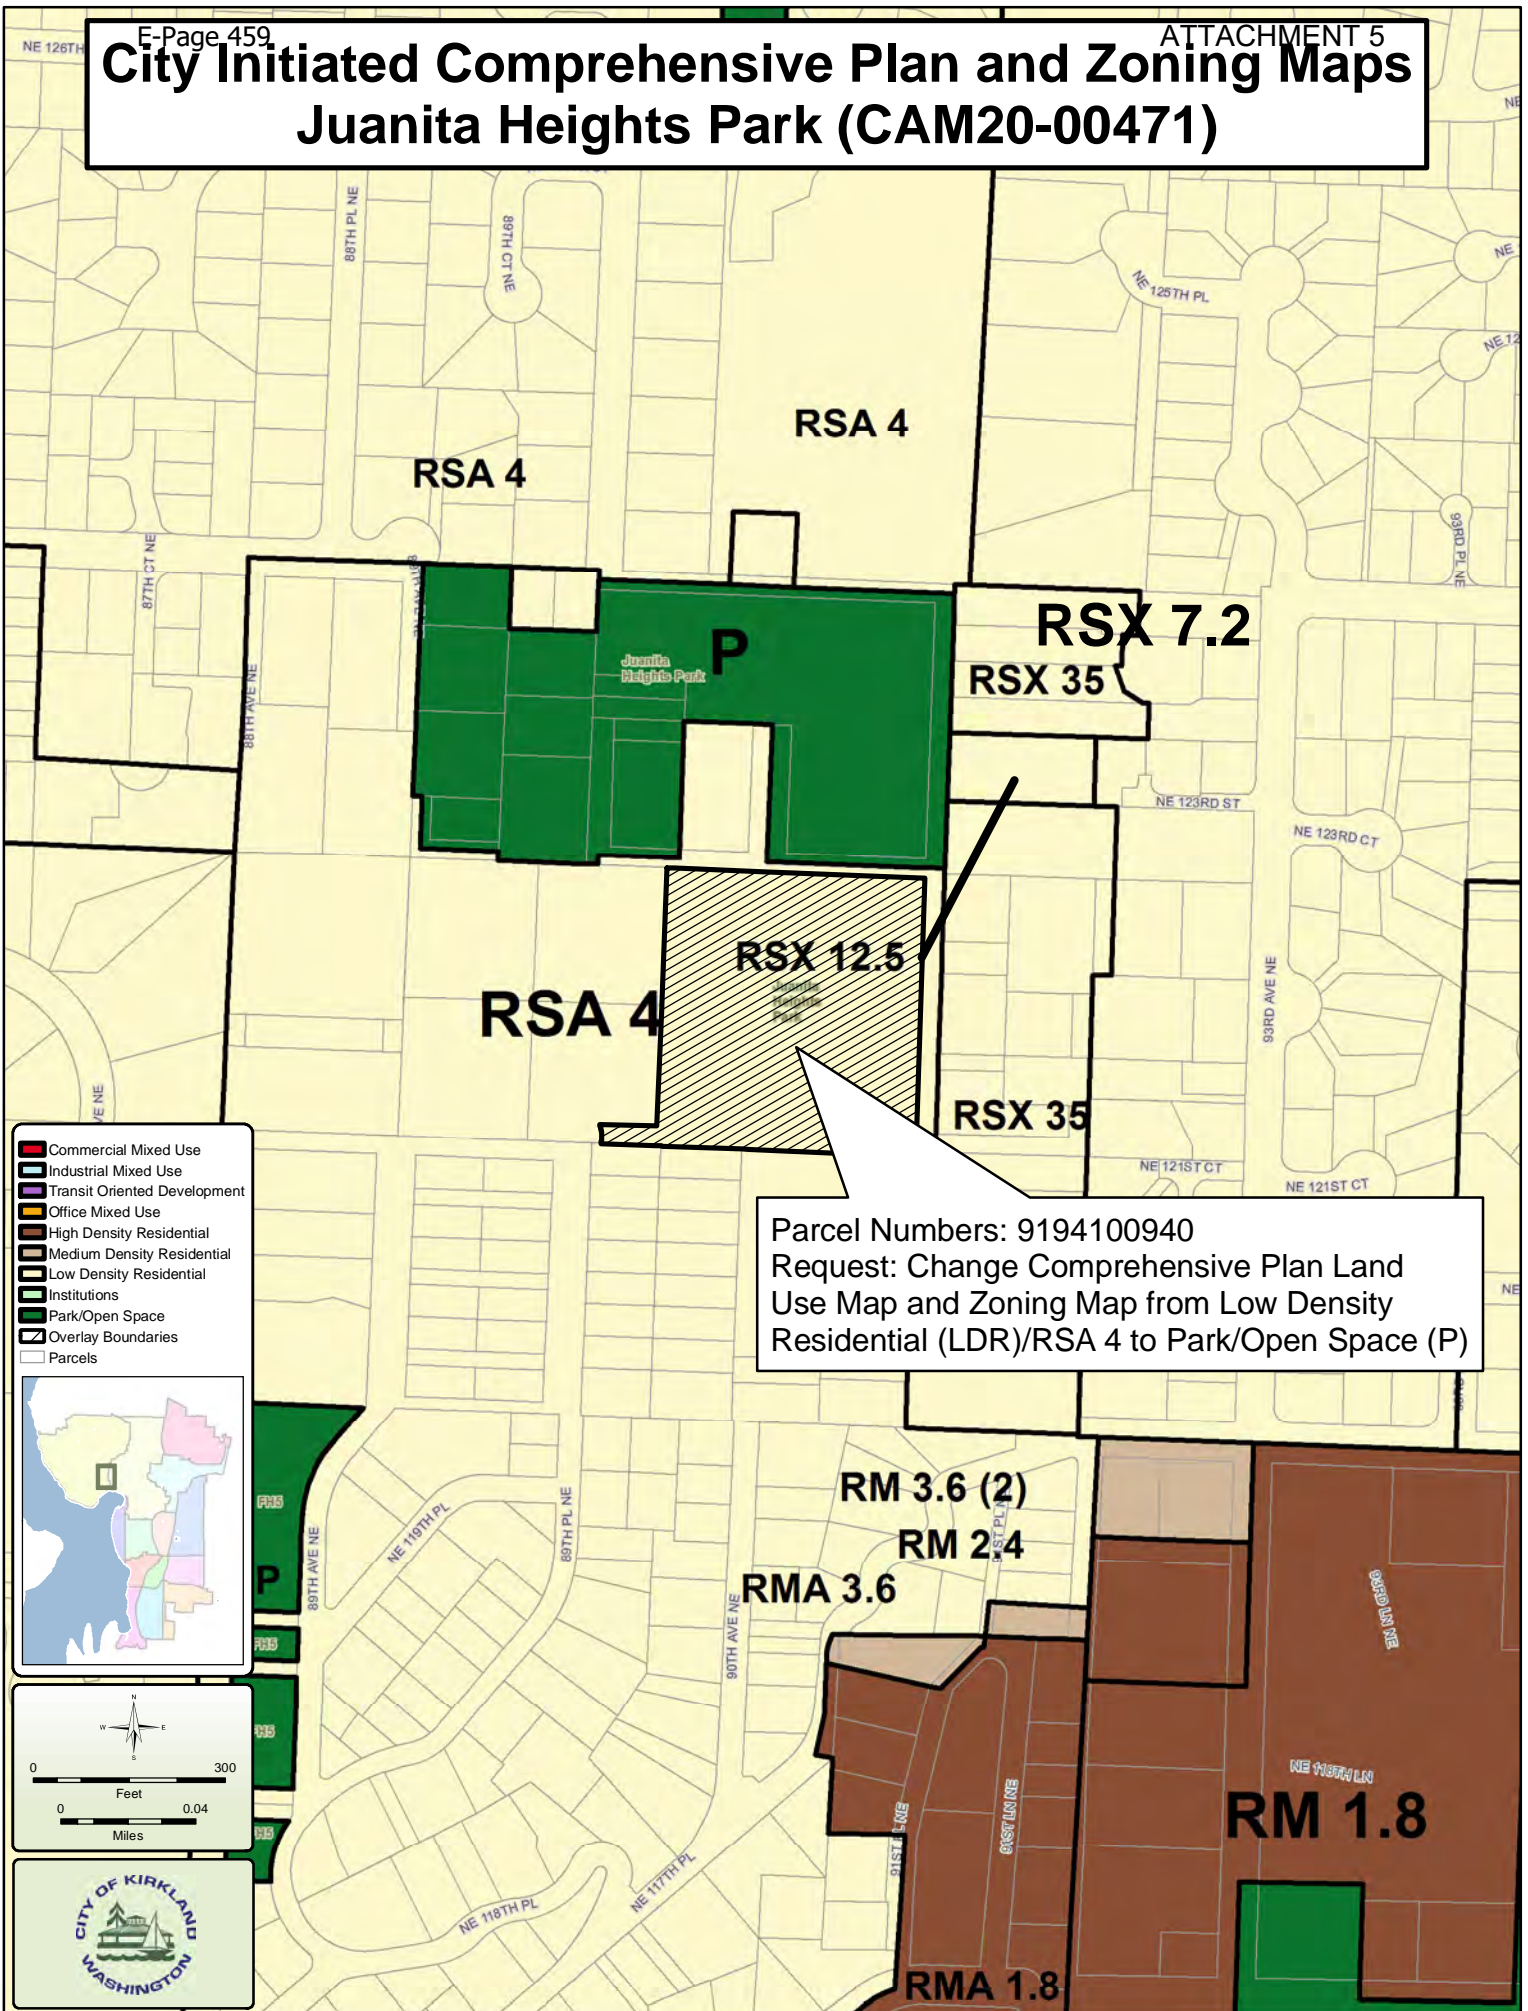 E-Page 459
ATTACHMENT 5
City Initiated Comprehensive Plan and Zoning Maps
Juanita Heights Park (CAM20-00471)
NE 126TH
88TH PL NE
89TH CT NE
NE 125TH PL
RSA 4
RSA 4
93RD PL NE
87TH CT NE
88TH AVE NE
P
Juanita
Heights Park
RSX 7.2
RSX 35
NE 123RD ST
NE 123RD CT
RSX 12.5
Juanita
Heights
Park
RSA 4
93RD AVE NE
RSX 35
NE 121ST CT
NE 121ST CT
Parcel Numbers: 9194100940
Request: Change Comprehensive Plan Land
Use Map and Zoning Map from Low Density
Residential (LDR)/RSA 4 to Park/Open Space (P)
Commercial Mixed Use
Industrial Mixed Use
Transit Oriented Development
Office Mixed Use
High Density Residential
Medium Density Residential
Low Density Residential
Institutions
Park/Open Space
Overlay Boundaries
Parcels
FH5
P
FH5
FH5
FH5
89TH AVE NE
NE 119TH PL
89TH PL NE
90TH AVE NE
RM 3.6 (2)
RM 2.4
RMA 3.6
93RD LN NE
NE 118TH LN
RM 1.8
91ST LN NE
NE 117TH PL
NE 118TH PL
RMA 1.8
N
W
E
S
0
300
Feet
0
0.04
Miles
CITY OF KIRKLAND
WASHINGTON